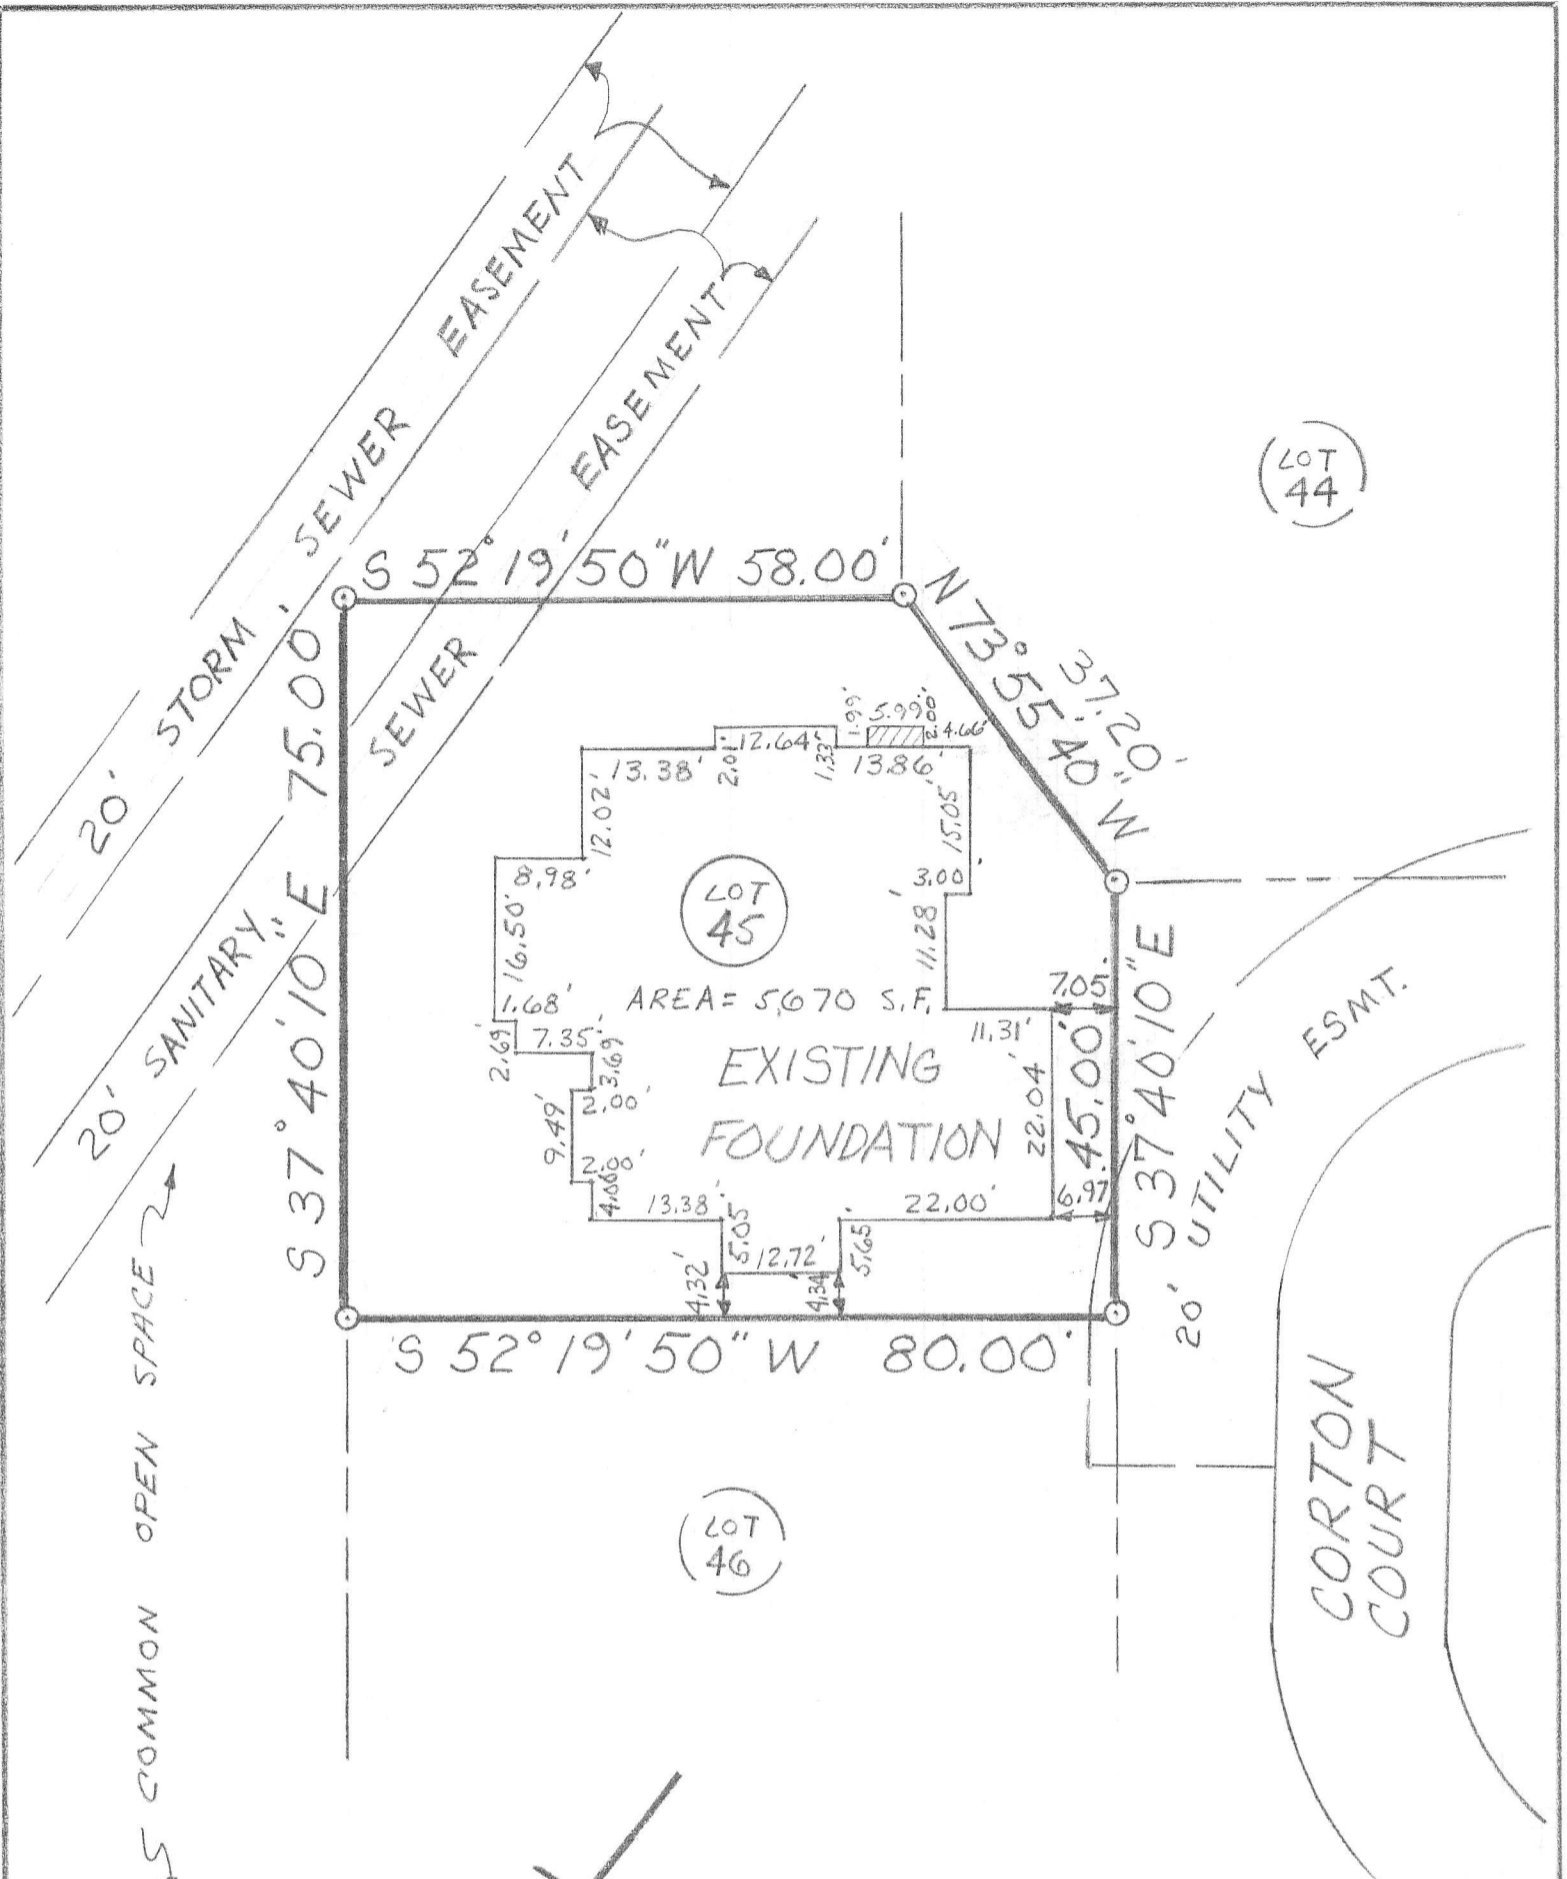 20' STORM SEWER EASEMENT
20' SANITARY SEWER EASEMENT
LOT
44
S 52° 19' 50" W 58.00'
N 73° 55' 40" W
37.20'
S 37° 40' 10" E 75.00'
1.99'
5.99'
2.00'
4.66'
13.38'
2.01'
12.64'
1.33'
13.86'
12.02'
15.05'
8.98'
3.00'
LOT
45
16.50'
11.28'
7.05'
1.68'
AREA = 5,670 S.F.
2.69'
7.35'
3.69'
11.31'
EXISTING
FOUNDATION
2.00'
9.49'
2.00'
4.00'
22.04'
45.00'
S 37° 40' 10" E
13.38'
5.05'
12.72'
5.65'
22.00'
6.97'
4.32'
4.34'
S 52° 19' 50" W 80.00'
20' UTILITY ESMT.
COMMON OPEN SPACE
LOT
46
CORTON
COURT